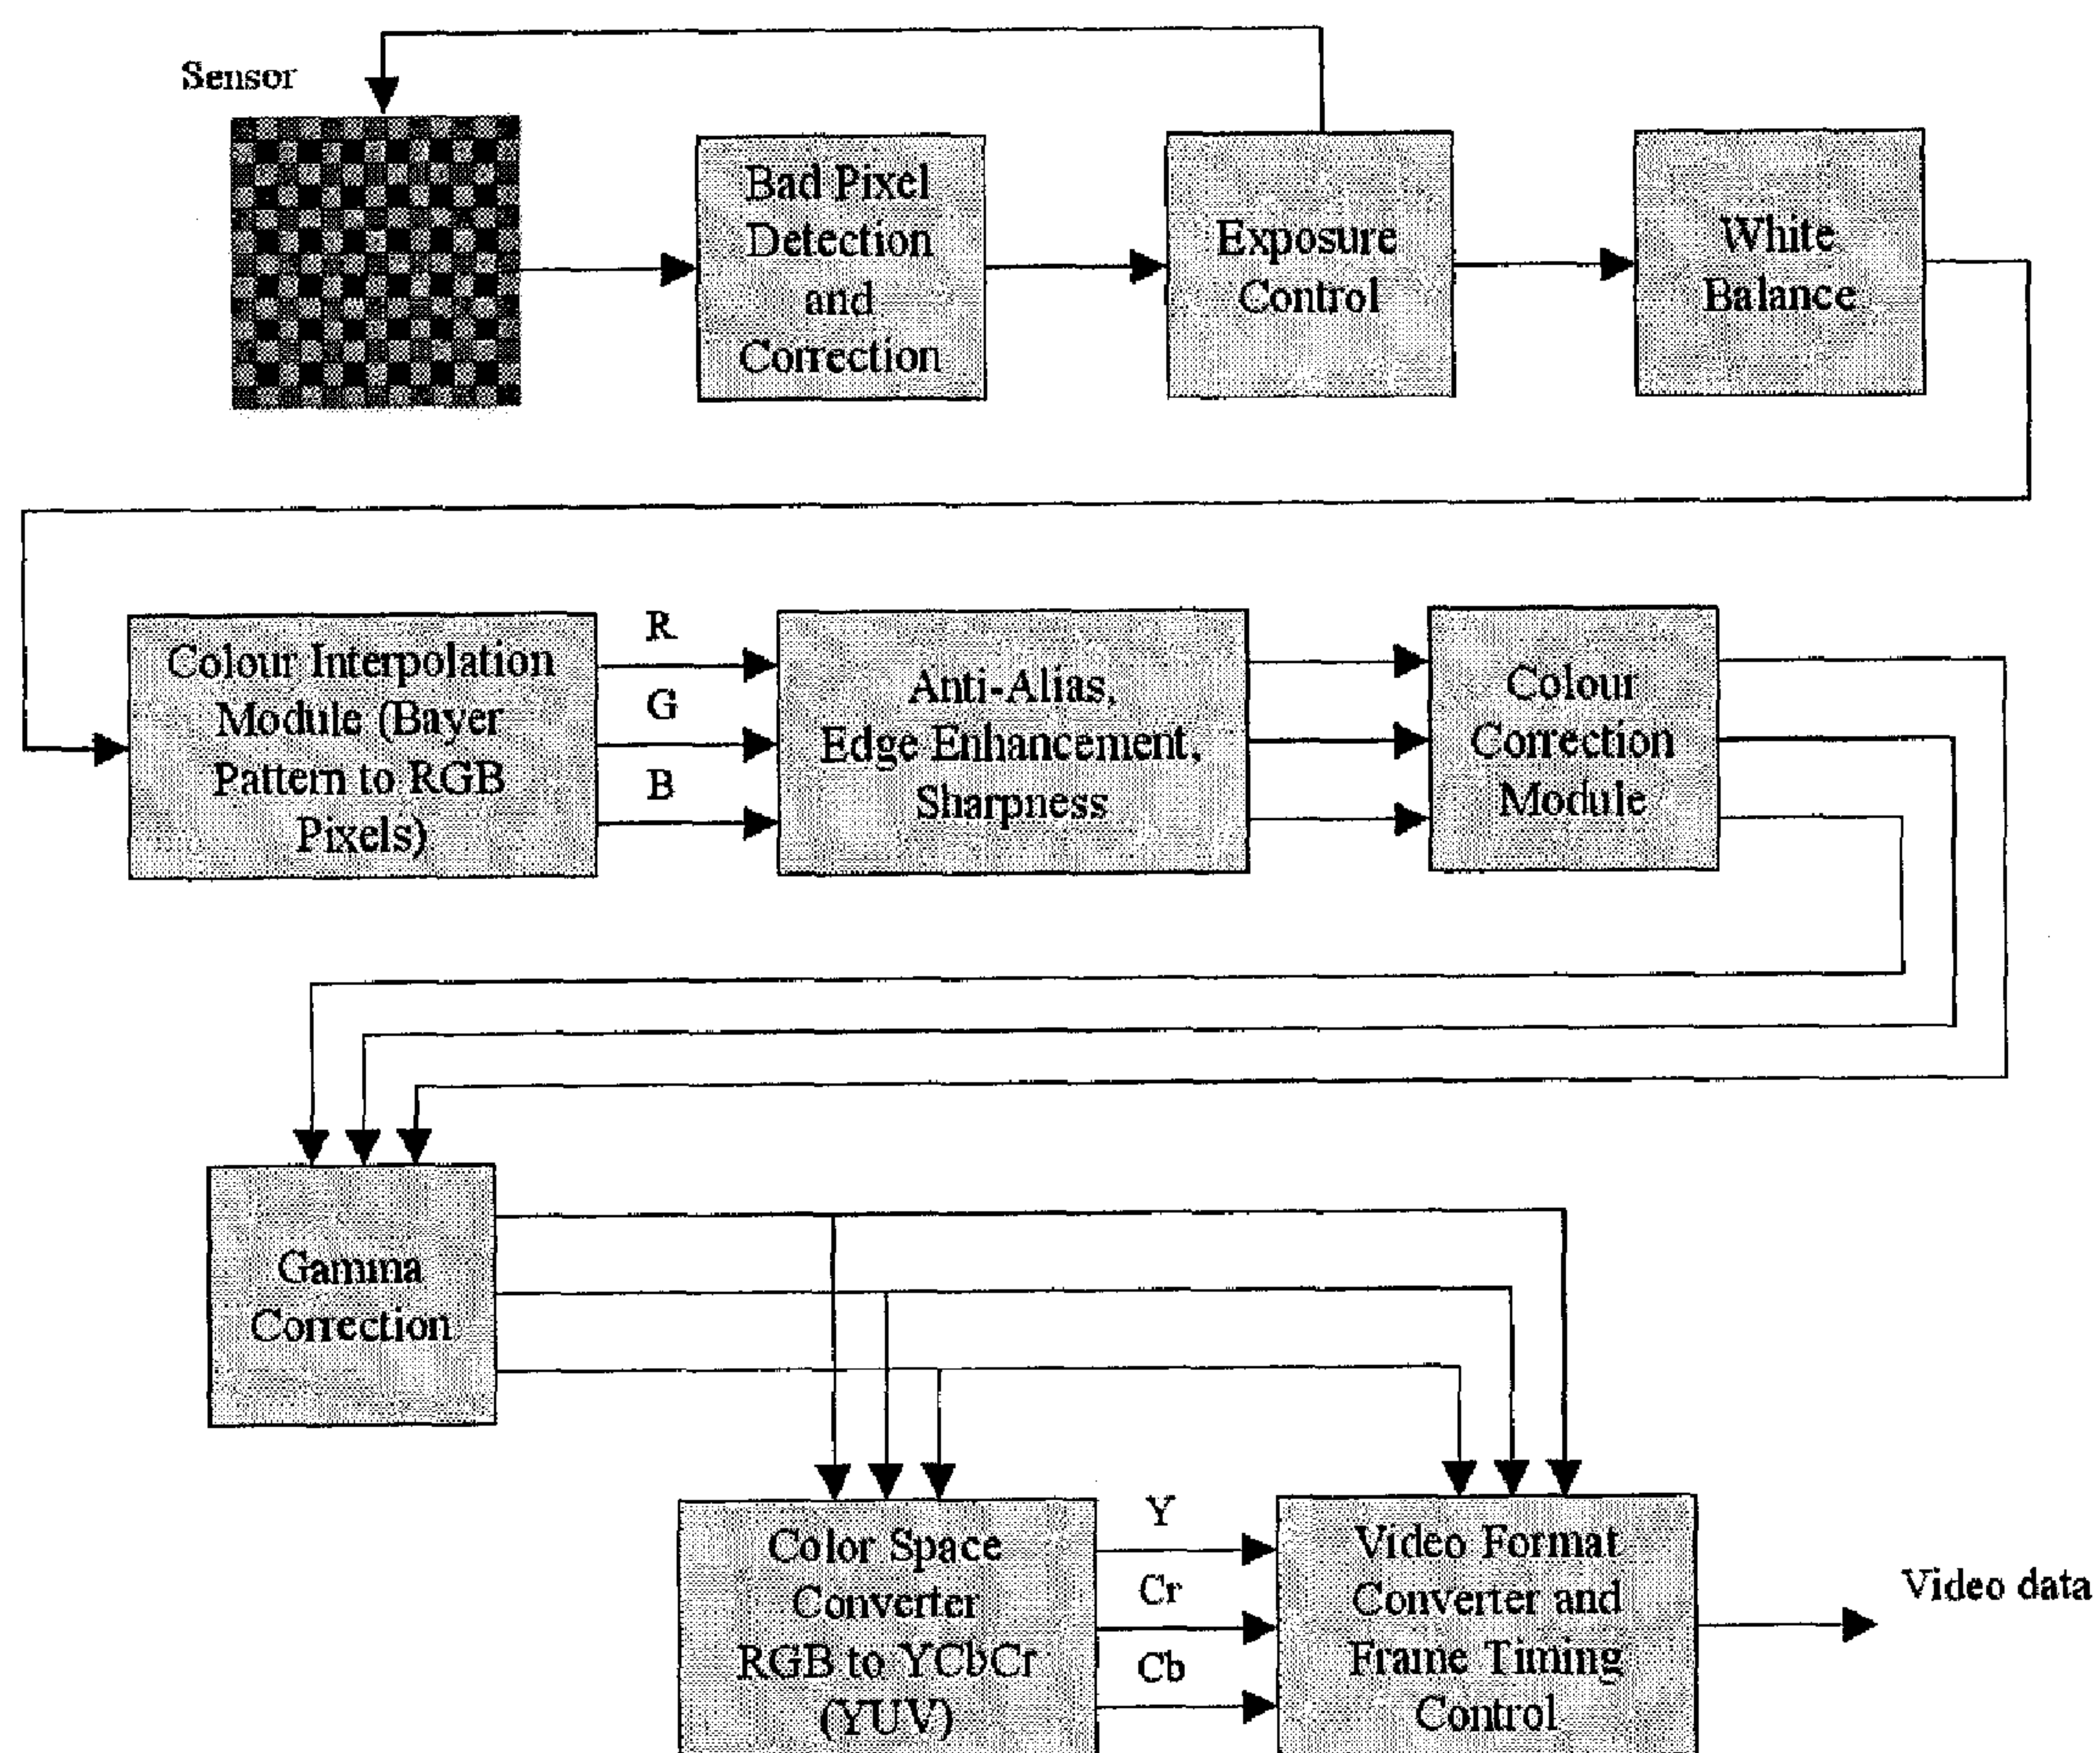 Sensor
Bad Pixel
Detection
and
Correction
Exposure
Control
White
Balance
Colour Interpolation
Module (Bayer
Pattern to RGB
Pixels)
R
G
B
Anti-Alias,
Edge Enhancement,
Sharpness
Colour
Correction
Module
Gamma
Correction
Color Space
Converter
RGB to YCbCr
(YUV)
Y
Cr
Cb
Video Format
Converter and
Frame Timing
Control
Video data